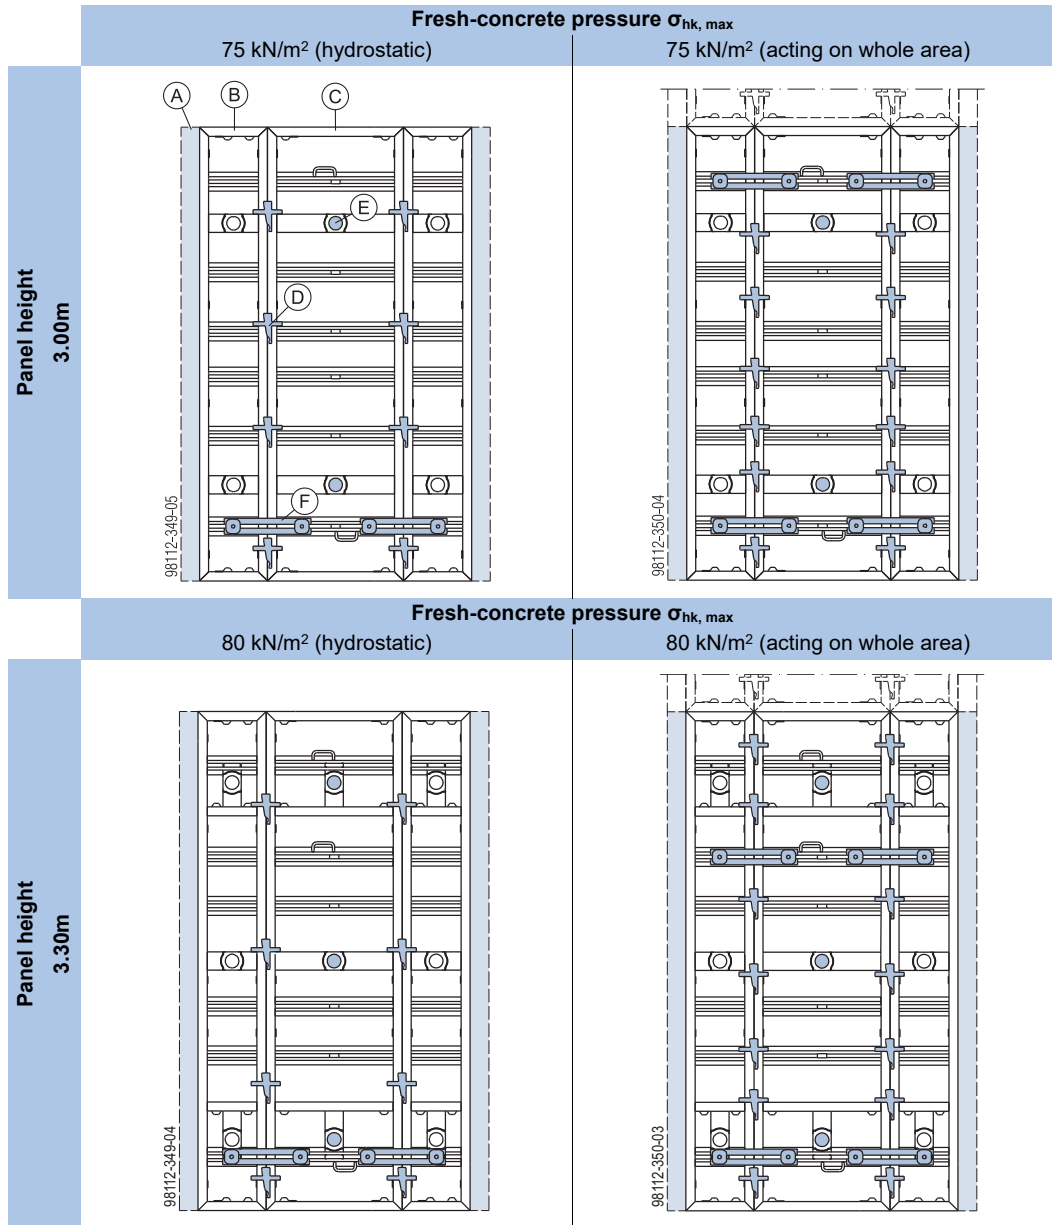 Fresh-concrete pressure σhk, max
75 kN/m² (hydrostatic)
75 kN/m² (acting on whole area)
Panel height
3.00m
A
B
C
E
D
F
98112-349-05
98112-350-04
Fresh-concrete pressure σhk, max
80 kN/m² (hydrostatic)
80 kN/m² (acting on whole area)
Panel height
3.30m
98112-349-04
98112-350-03